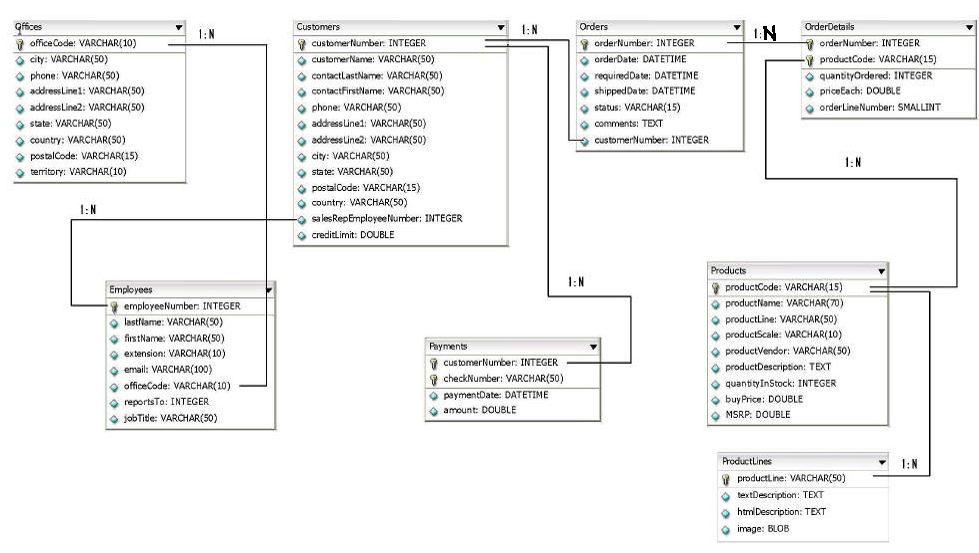 Offices
officeCode: VARCHAR(10)
city: VARCHAR(50)
phone: VARCHAR(50)
addressLine1: VARCHAR(50)
addressLine2: VARCHAR(50)
state: VARCHAR(50)
country: VARCHAR(50)
postalCode: VARCHAR(15)
territory: VARCHAR(10)
1:N
Customers
customerNumber: INTEGER
customerName: VARCHAR(50)
contactLastName: VARCHAR(50)
contactFirstName: VARCHAR(50)
phone: VARCHAR(50)
addressLine1: VARCHAR(50)
addressLine2: VARCHAR(50)
city: VARCHAR(50)
state: VARCHAR(50)
postalCode: VARCHAR(15)
country: VARCHAR(50)
salesRepEmployeeNumber: INTEGER
creditLimit: DOUBLE
1:N
Orders
orderNumber: INTEGER
orderDate: DATETIME
requiredDate: DATETIME
shippedDate: DATETIME
status: VARCHAR(15)
comments: TEXT
customerNumber: INTEGER
1:N
OrderDetails
orderNumber: INTEGER
productCode: VARCHAR(15)
quantityOrdered: INTEGER
priceEach: DOUBLE
orderLineNumber: SMALLINT
1:N
1:N
Employees
employeeNumber: INTEGER
lastName: VARCHAR(50)
firstName: VARCHAR(50)
extension: VARCHAR(10)
email: VARCHAR(100)
officeCode: VARCHAR(10)
reportsTo: INTEGER
jobTitle: VARCHAR(50)
1:N
Payments
customerNumber: INTEGER
checkNumber: VARCHAR(50)
paymentDate: DATETIME
amount: DOUBLE
Products
productCode: VARCHAR(15)
productName: VARCHAR(70)
productLine: VARCHAR(50)
productScale: VARCHAR(10)
productVendor: VARCHAR(50)
productDescription: TEXT
quantityInStock: INTEGER
buyPrice: DOUBLE
MSRP: DOUBLE
1:N
ProductLines
productLine: VARCHAR(50)
textDescription: TEXT
htmlDescription: TEXT
image: BLOB